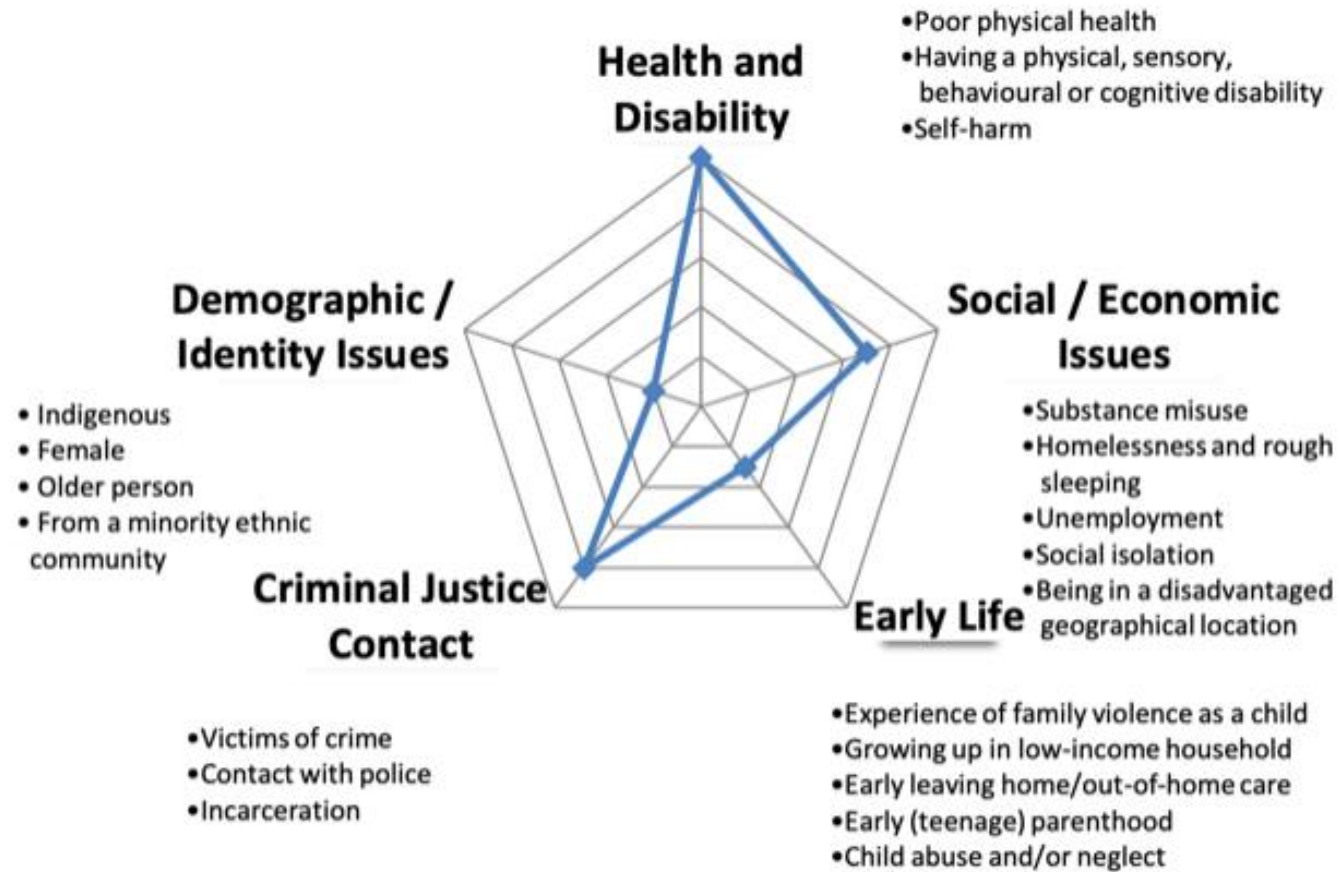 Health and
Disability
•Poor physical health
•Having a physical, sensory,
behavioural or cognitive disability
•Self-harm
Social / Economic
Issues
•Substance misuse
•Homelessness and rough
sleeping
•Unemployment
•Social isolation
•Being in a disadvantaged
geographical location
Early Life
•Experience of family violence as a child
•Growing up in low-income household
•Early leaving home/out-of-home care
•Early (teenage) parenthood
•Child abuse and/or neglect
Criminal Justice
Contact
•Victims of crime
•Contact with police
•Incarceration
Demographic /
Identity Issues
• Indigenous
• Female
• Older person
• From a minority ethnic
community